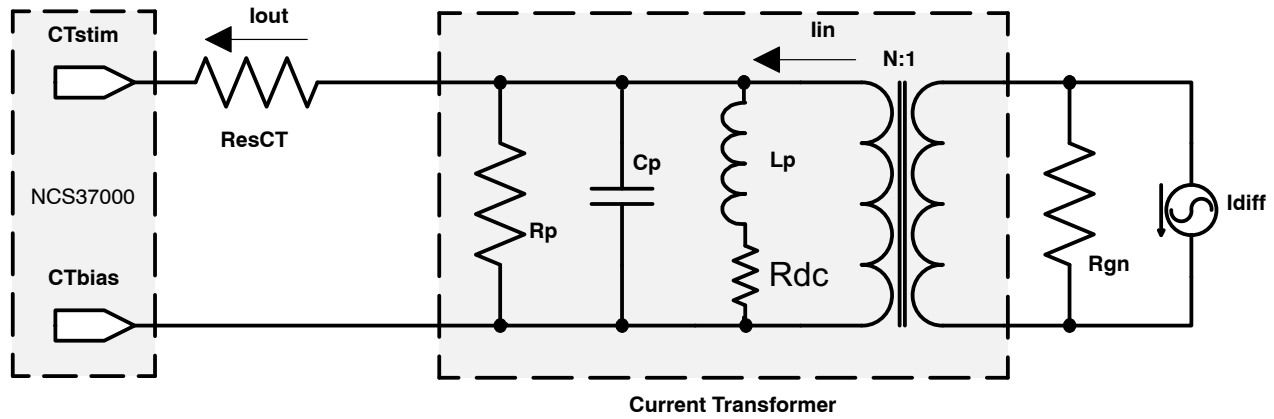 CTstim
Iout
Iin
N:1
ResCT
Cp
Lp
NCS37000
Rp
Idiff
Rdc
Rgn
CTbias
Current Transformer